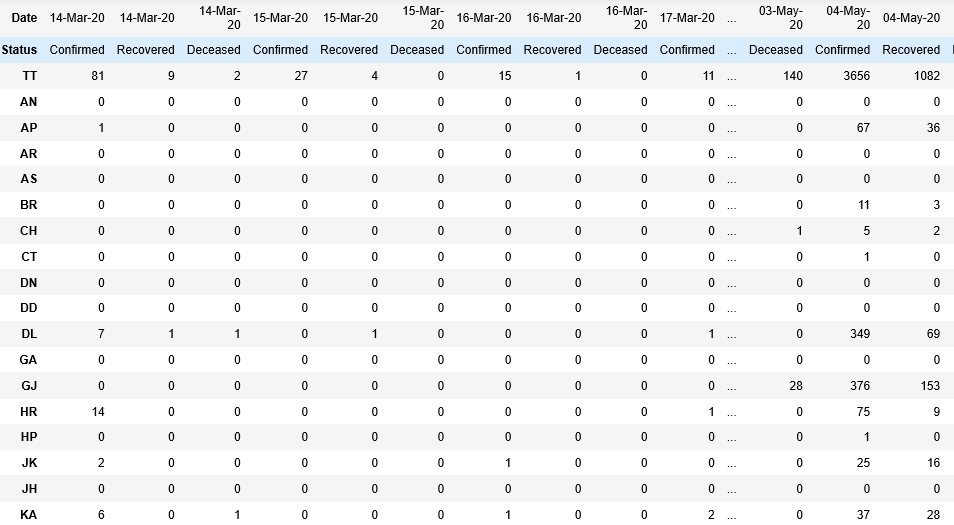 Date 14-Mar-20 14-Mar-20 14-Mar-20 15-Mar-20 15-Mar-20 15-Mar-20 16-Mar-20 16-Mar-20 16-Mar-20 17-Mar-20 ... 03-May-20 04-May-20 04-May-20
Status Confirmed Recovered Deceased Confirmed Recovered Deceased Confirmed Recovered Deceased Confirmed ... Deceased Confirmed Recovered
TT 81 9 2 27 4 0 15 1 0 11 ... 140 3656 1082
AN 0 0 0 0 0 0 0 0 0 0 ... 0 0 0
AP 1 0 0 0 0 0 0 0 0 0 ... 0 67 36
AR 0 0 0 0 0 0 0 0 0 0 ... 0 0 0
AS 0 0 0 0 0 0 0 0 0 0 ... 0 0 0
BR 0 0 0 0 0 0 0 0 0 0 ... 0 11 3
CH 0 0 0 0 0 0 0 0 0 0 ... 1 5 2
CT 0 0 0 0 0 0 0 0 0 0 ... 0 1 0
DN 0 0 0 0 0 0 0 0 0 0 ... 0 0 0
DD 0 0 0 0 0 0 0 0 0 0 ... 0 0 0
DL 7 1 1 0 1 0 0 0 0 1 ... 0 349 69
GA 0 0 0 0 0 0 0 0 0 0 ... 0 0 0
GJ 0 0 0 0 0 0 0 0 0 0 ... 28 376 153
HR 14 0 0 0 0 0 0 0 0 1 ... 0 75 9
HP 0 0 0 0 0 0 0 0 0 0 ... 0 1 0
JK 2 0 0 0 0 0 1 0 0 0 ... 0 25 16
JH 0 0 0 0 0 0 0 0 0 0 ... 0 0 0
KA 6 0 1 0 0 0 1 0 0 2 ... 0 37 28